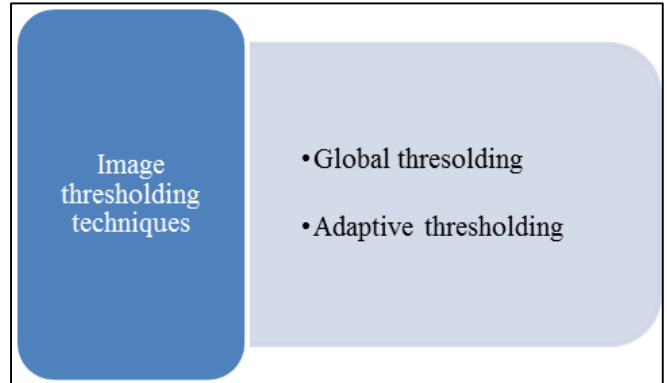 Image
thresholding
techniques
•Global thresolding
•Adaptive thresholding